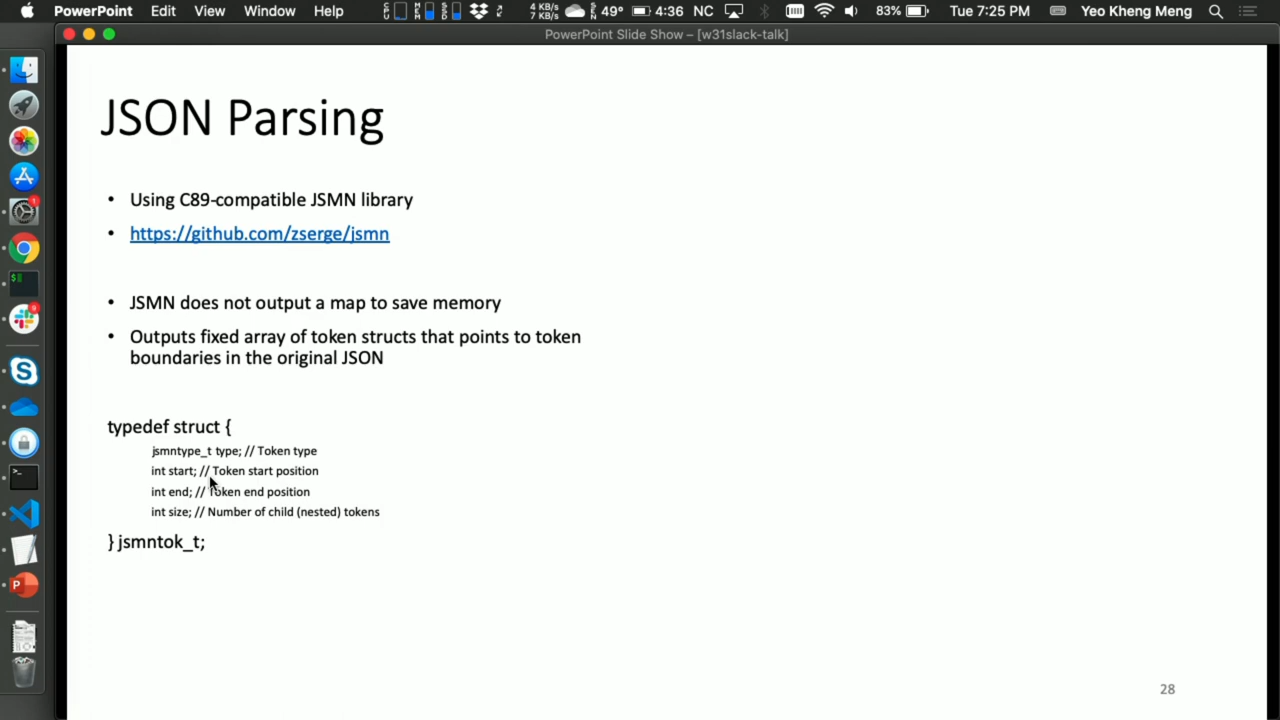 PowerPoint Edit View Window Help 4 KB/s 7 KB/s 49° 4:36 NC 83% Tue 7:25 PM Yeo Kheng Meng
PowerPoint Slide Show – [w31slack-talk]
JSON Parsing
• Using C89-compatible JSMN library
• https://github.com/zserge/jsmn
• JSMN does not output a map to save memory
• Outputs fixed array of token structs that points to token
boundaries in the original JSON
typedef struct {
jsmntype_t type; // Token type
int start; // Token start position
int end; // Token end position
int size; // Number of child (nested) tokens
} jsmntok_t;
28